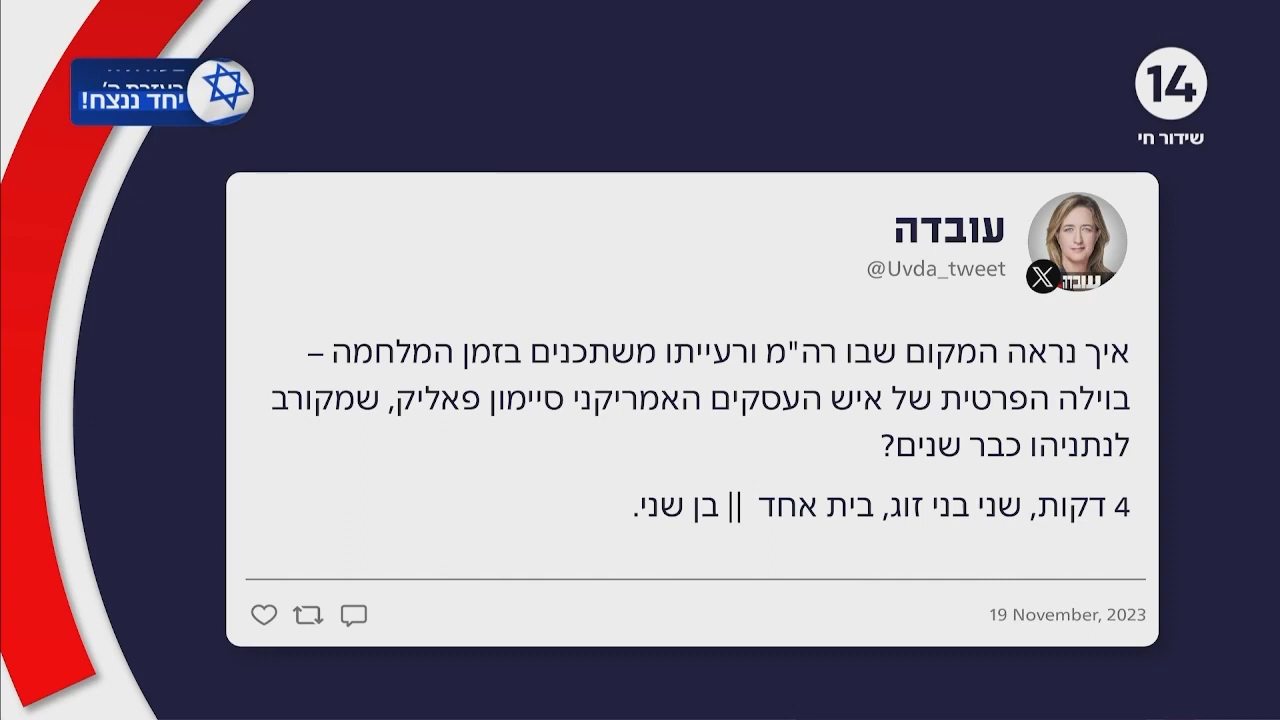 יחד ננצח!
14
שידור חי
עובדה
@Uvda_tweet
עובדה
איך נראה המקום שבו רה"מ ורעייתו משתכנים בזמן המלחמה –
בוילה הפרטית של איש העסקים האמריקני סיימון פאליק, שמקורב
לנתניהו כבר שנים?
4 דקות, שני בני זוג, בית אחד || בן שני.
19 November, 2023